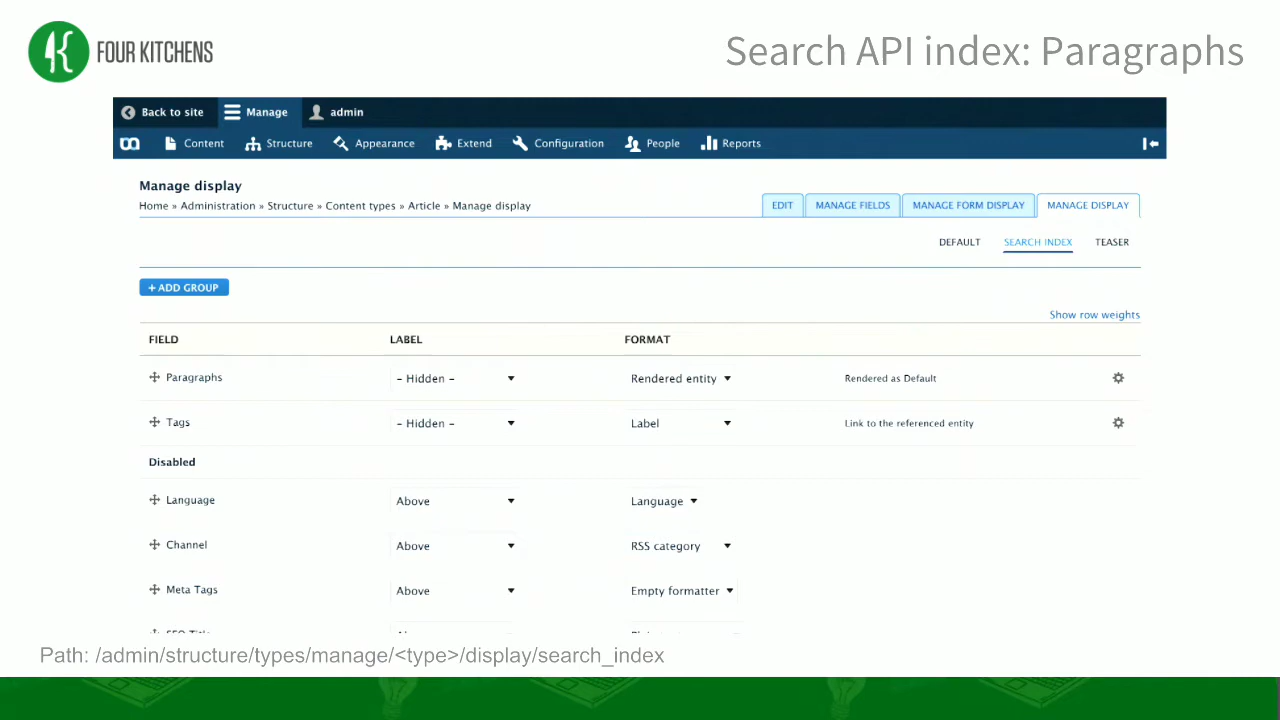 FOUR KITCHENS
Search API index: Paragraphs
Back to site Manage admin
Content Structure Appearance Extend Configuration People Reports
Manage display
Home » Administration » Structure » Content types » Article » Manage display
EDIT MANAGE FIELDS MANAGE FORM DISPLAY MANAGE DISPLAY
DEFAULT SEARCH INDEX TEASER
+ ADD GROUP
Show row weights
FIELD LABEL FORMAT
Paragraphs - Hidden - Rendered entity Rendered as Default
Tags - Hidden - Label Link to the referenced entity
Disabled
Language Above Language
Channel Above RSS category
Meta Tags Above Empty formatter
Path: /admin/structure/types/manage/<type>/display/search_index